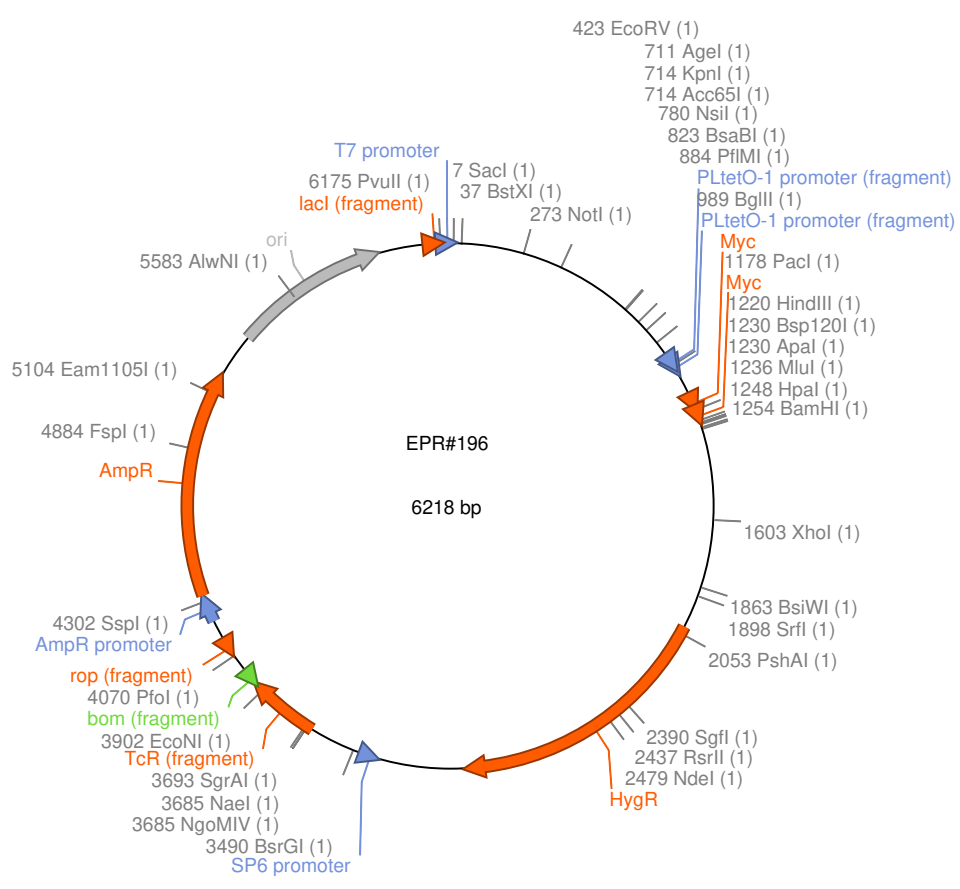 423 EcoRV (1)
711 AgeI (1)
714 KpnI (1)
714 Acc65I (1)
780 NsiI (1)
823 BsaBI (1)
884 PflMI (1)
PLtetO-1 promoter (fragment)
989 BglII (1)
PLtetO-1 promoter (fragment)
Myc
1178 PacI (1)
Myc
1220 HindIII (1)
1230 Bsp120I (1)
1230 ApaI (1)
1236 MluI (1)
1248 HpaI (1)
1254 BamHI (1)
T7 promoter
7 SacI (1)
6175 PvuII (1)
37 BstXI (1)
lacI (fragment)
273 NotI (1)
ori
5583 AlwNI (1)
5104 Eam1105I (1)
4884 FspI (1)
AmpR
EPR#196
6218 bp
1603 XhoI (1)
1863 BsiWI (1)
1898 SrfI (1)
2053 PshAI (1)
4302 SspI (1)
AmpR promoter
rop (fragment)
4070 PfoI (1)
bom (fragment)
3902 EcoNI (1)
TcR (fragment)
3693 SgrAI (1)
3685 NaeI (1)
3685 NgoMIV (1)
3490 BsrGI (1)
SP6 promoter
2390 SgfI (1)
2437 RsrII (1)
2479 NdeI (1)
HygR